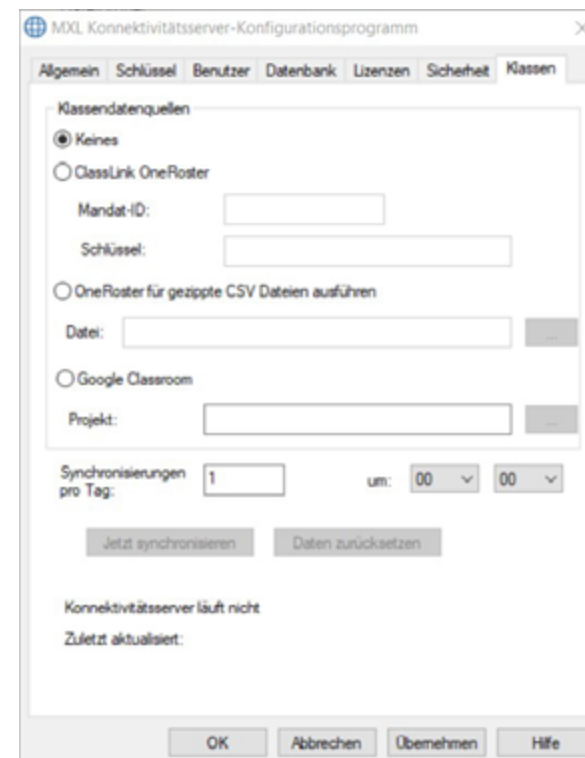 MXL Konnektivitätsserver-Konfigurationsprogramm
Allgemein Schlüssel Benutzer Datenbank Lizenzen Sicherheit Klassen
Klassendatenquellen
Keines
ClassLink OneRoster
Mandat-ID:
Schlüssel:
OneRoster für gezippte CSV Dateien ausführen
Datei: ...
Google Classroom
Projekt: ...
Synchronisierungen
pro Tag: 1 um: 00 00
Jetzt synchronisieren Daten zurücksetzen
Konnektivitätsserver läuft nicht
Zuletzt aktualisiert:
OK Abbrechen Übernehmen Hilfe